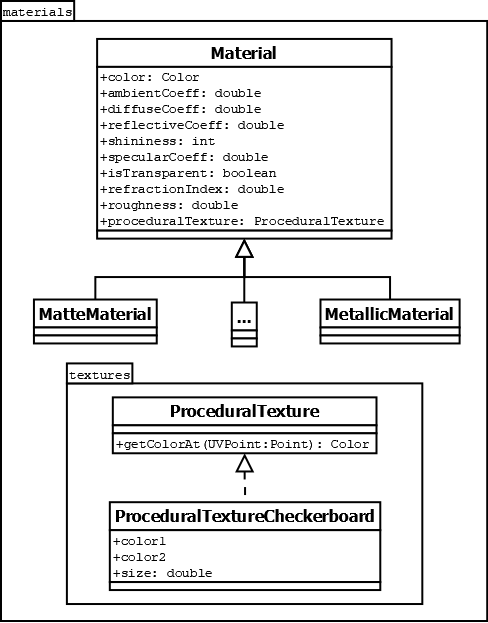 materials
Material
+color: Color
+ambientCoeff: double
+diffuseCoeff: double
+reflectiveCoeff: double
+shininess: int
+specularCoeff: double
+isTransparent: boolean
+refractionIndex: double
+roughness: double
+proceduralTexture: ProceduralTexture
MatteMaterial
...
MetallicMaterial
textures
ProceduralTexture
+getColorAt(UVPoint:Point): Color
ProceduralTextureCheckerboard
+color1
+color2
+size: double